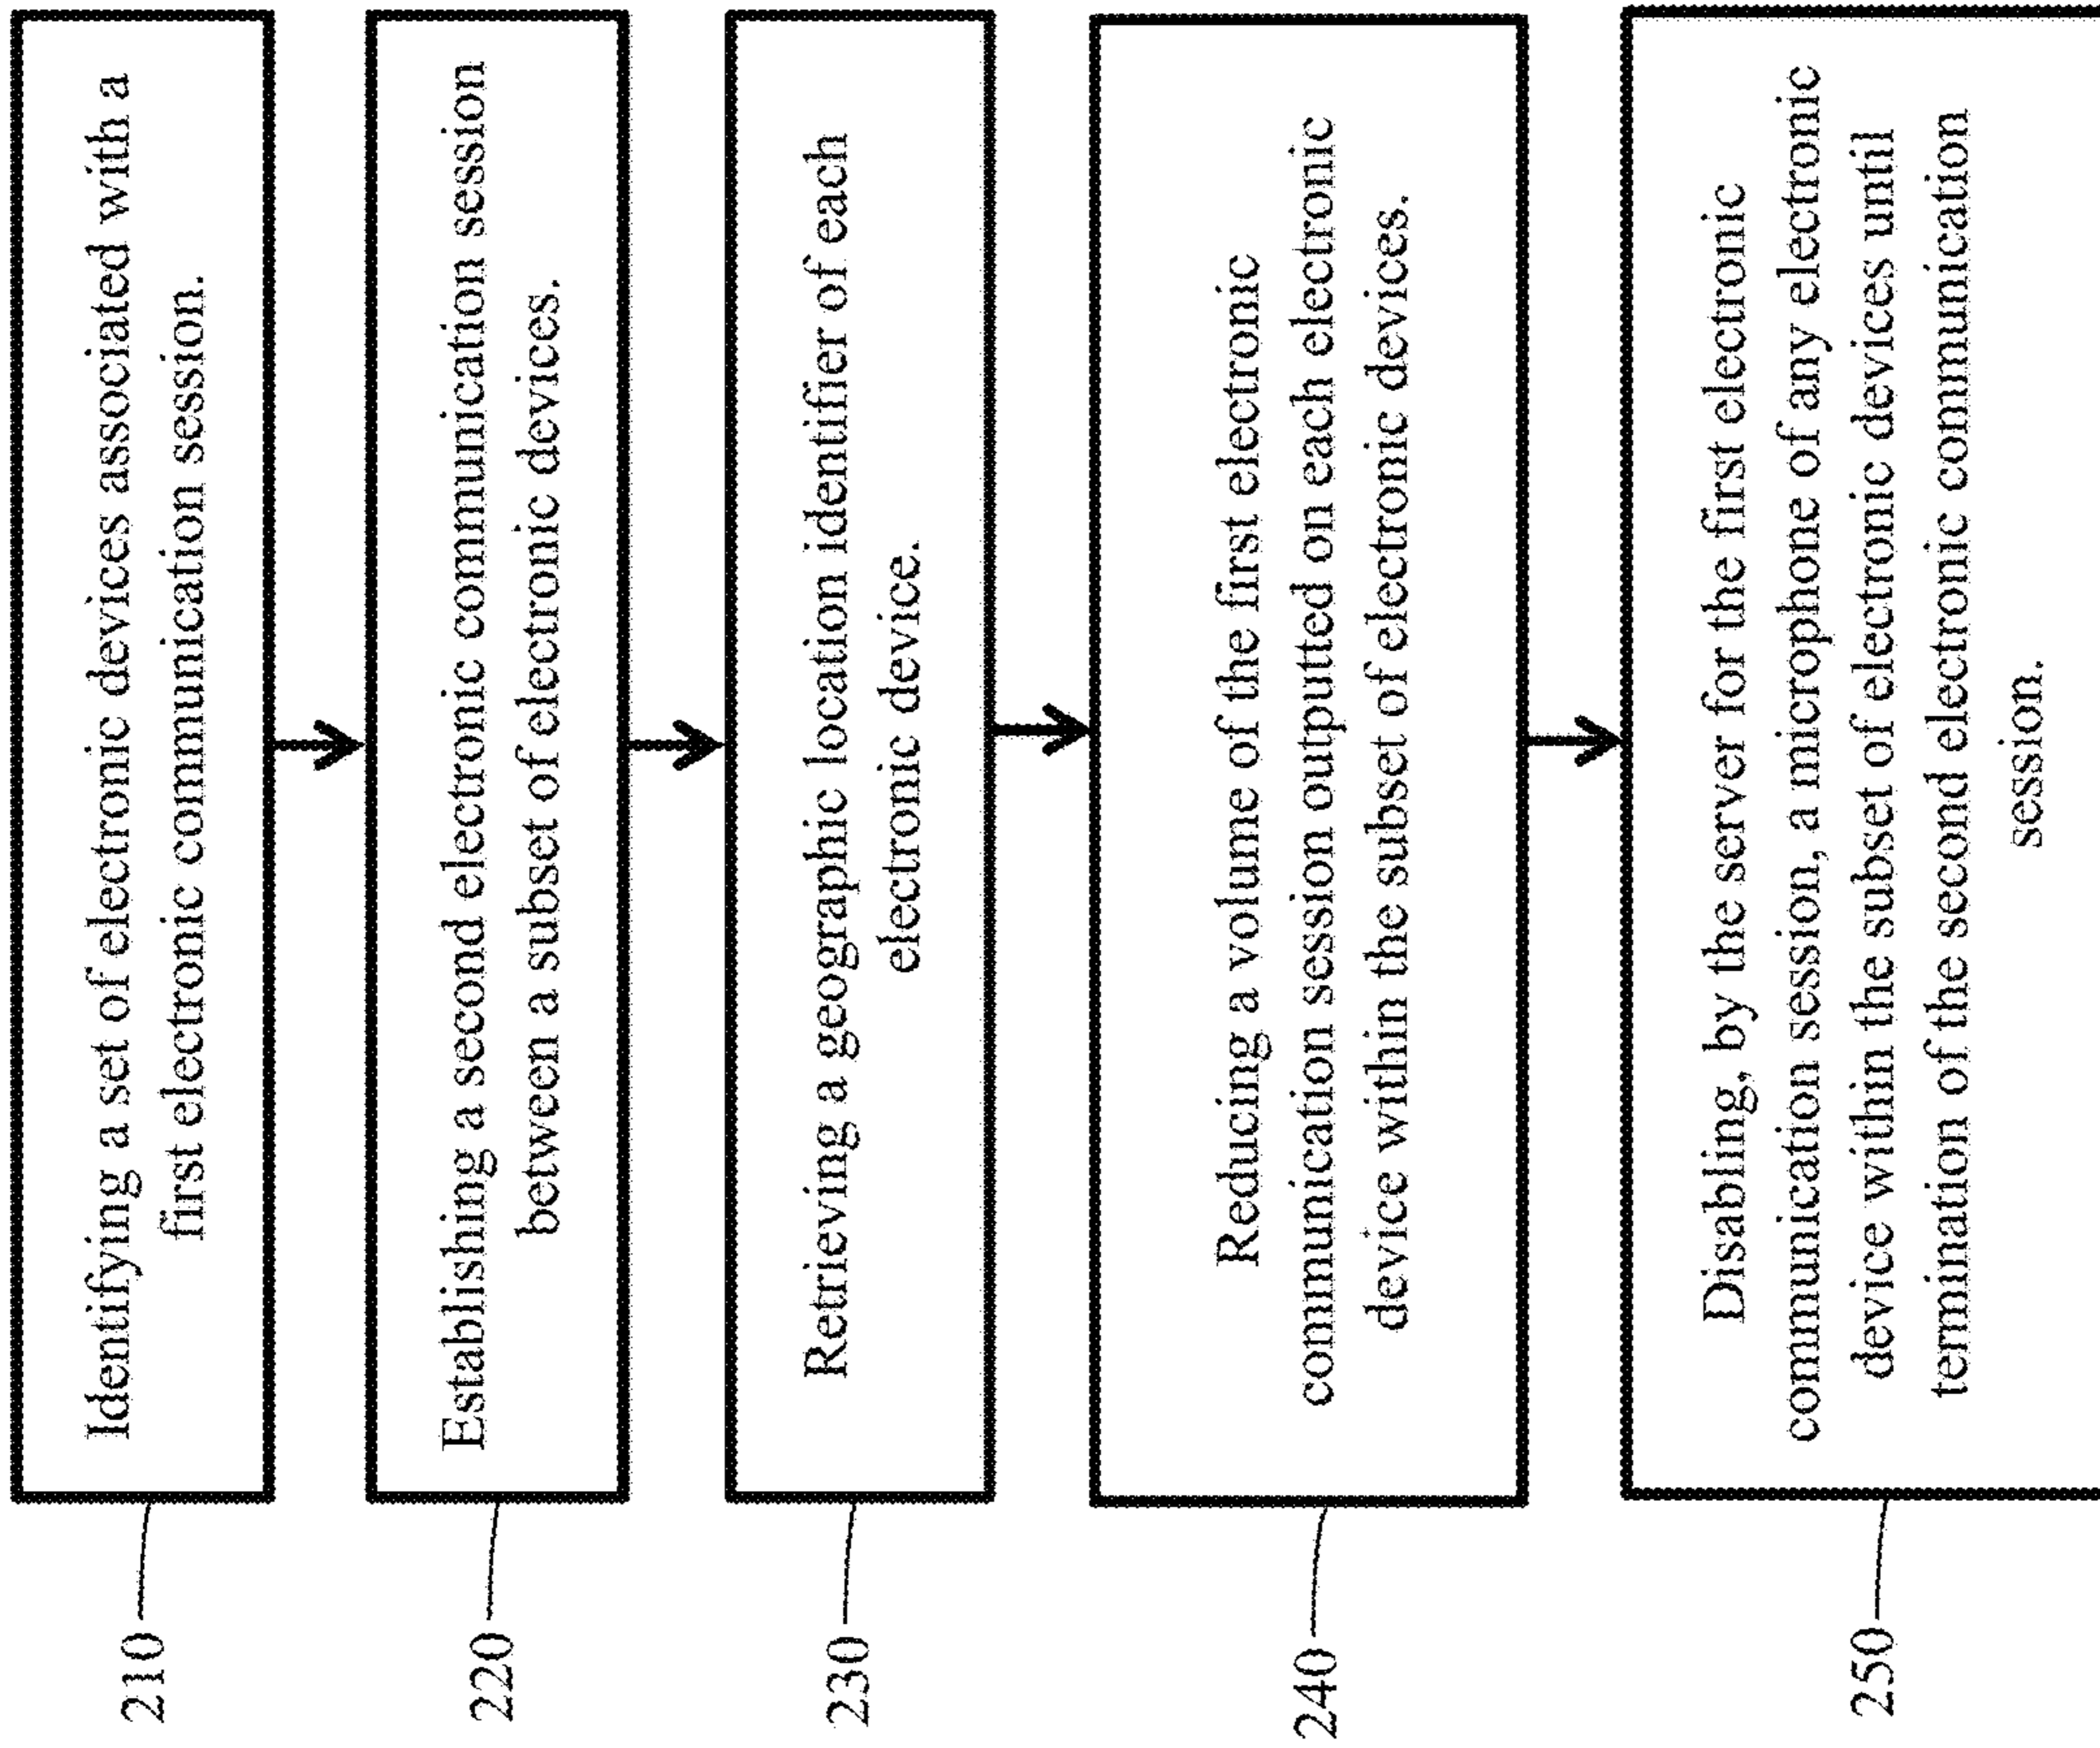 210
Identifying a set of electronic devices associated with a
first electronic communication session.
220
Establishing a second electronic communication session
between a subset of electronic devices.
230
Retrieving a geographic location identifier of each
electronic device.
240
Reducing a volume of the first electronic
communication session outputted on each electronic
device within the subset of electronic devices.
250
Disabling, by the server for the first electronic
communication session, a microphone of any electronic
device within the subset of electronic devices until
termination of the second electronic communication
session.